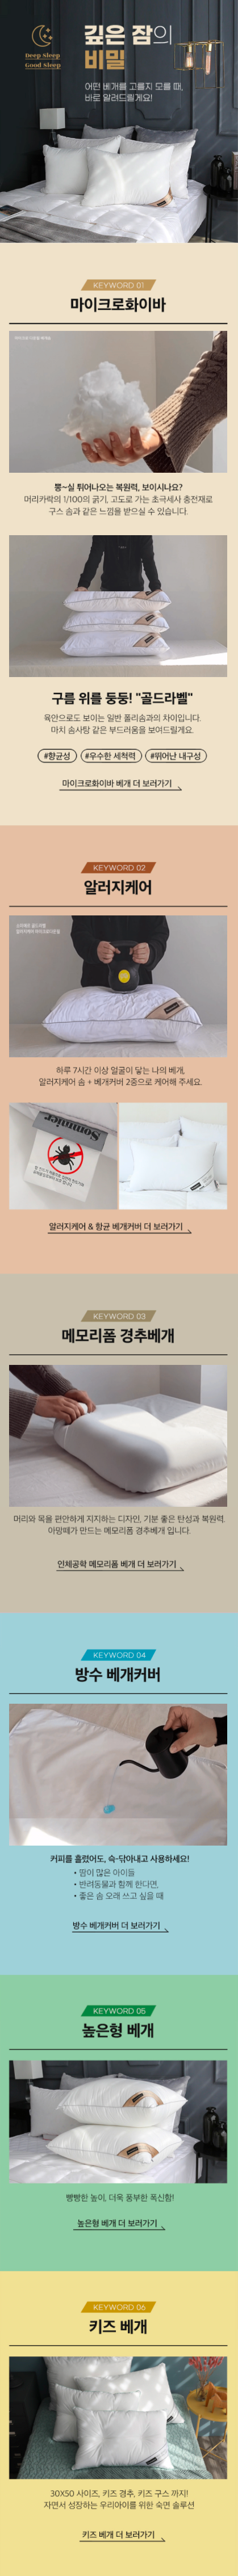 Deep Sleep
Good Sleep
깊은 잠의
비밀
어떤 베개를 고를지 모를 때,
바로 알려드릴게요!
KEYWORD 01
마이크로화이바
뽕~실 튀어나오는 복원력, 보이시나요?
머리카락의 1/100의 굵기, 고도로 가는 초극세사 충전재로
구스 솜과 같은 느낌을 받으실 수 있습니다.
구름 위를 둥둥! "골드라벨"
육안으로도 보이는 일반 폴리솜과의 차이입니다.
마치 솜사탕 같은 부드러움을 보여드릴게요.
#향균성
#우수한 세척력
#뛰어난 내구성
마이크로화이바 베개 더 보러가기
KEYWORD 02
알러지케어
하루 7시간 이상 얼굴이 닿는 나의 베개,
알러지케어 솜 + 베개커버 2중으로 케어해 주세요.
Sommier
알러지케어 & 항균 베개커버 더 보러가기
KEYWORD 03
메모리폼 경추베개
머리와 목을 편안하게 지지하는 디자인, 기분 좋은 탄성과 복원력.
아망떼가 만드는 메모리폼 경추베개 입니다.
인체공학 메모리폼 베개 더 보러가기
KEYWORD 04
방수 베개커버
커피를 흘렸어도, 슥-닦아내고 사용하세요!
• 땀이 많은 아이들
• 반려동물과 함께 한다면,
• 좋은 솜 오래 쓰고 싶을 때
방수 베개커버 더 보러가기
KEYWORD 05
높은형 베개
빵빵한 높이, 더욱 풍부한 폭신함!
높은형 베개 더 보러가기
KEYWORD 06
키즈 베개
30X50 사이즈, 키즈 경추, 키즈 구스 까지!
자면서 성장하는 우리아이를 위한 숙면 솔루션
키즈 베개 더 보러가기